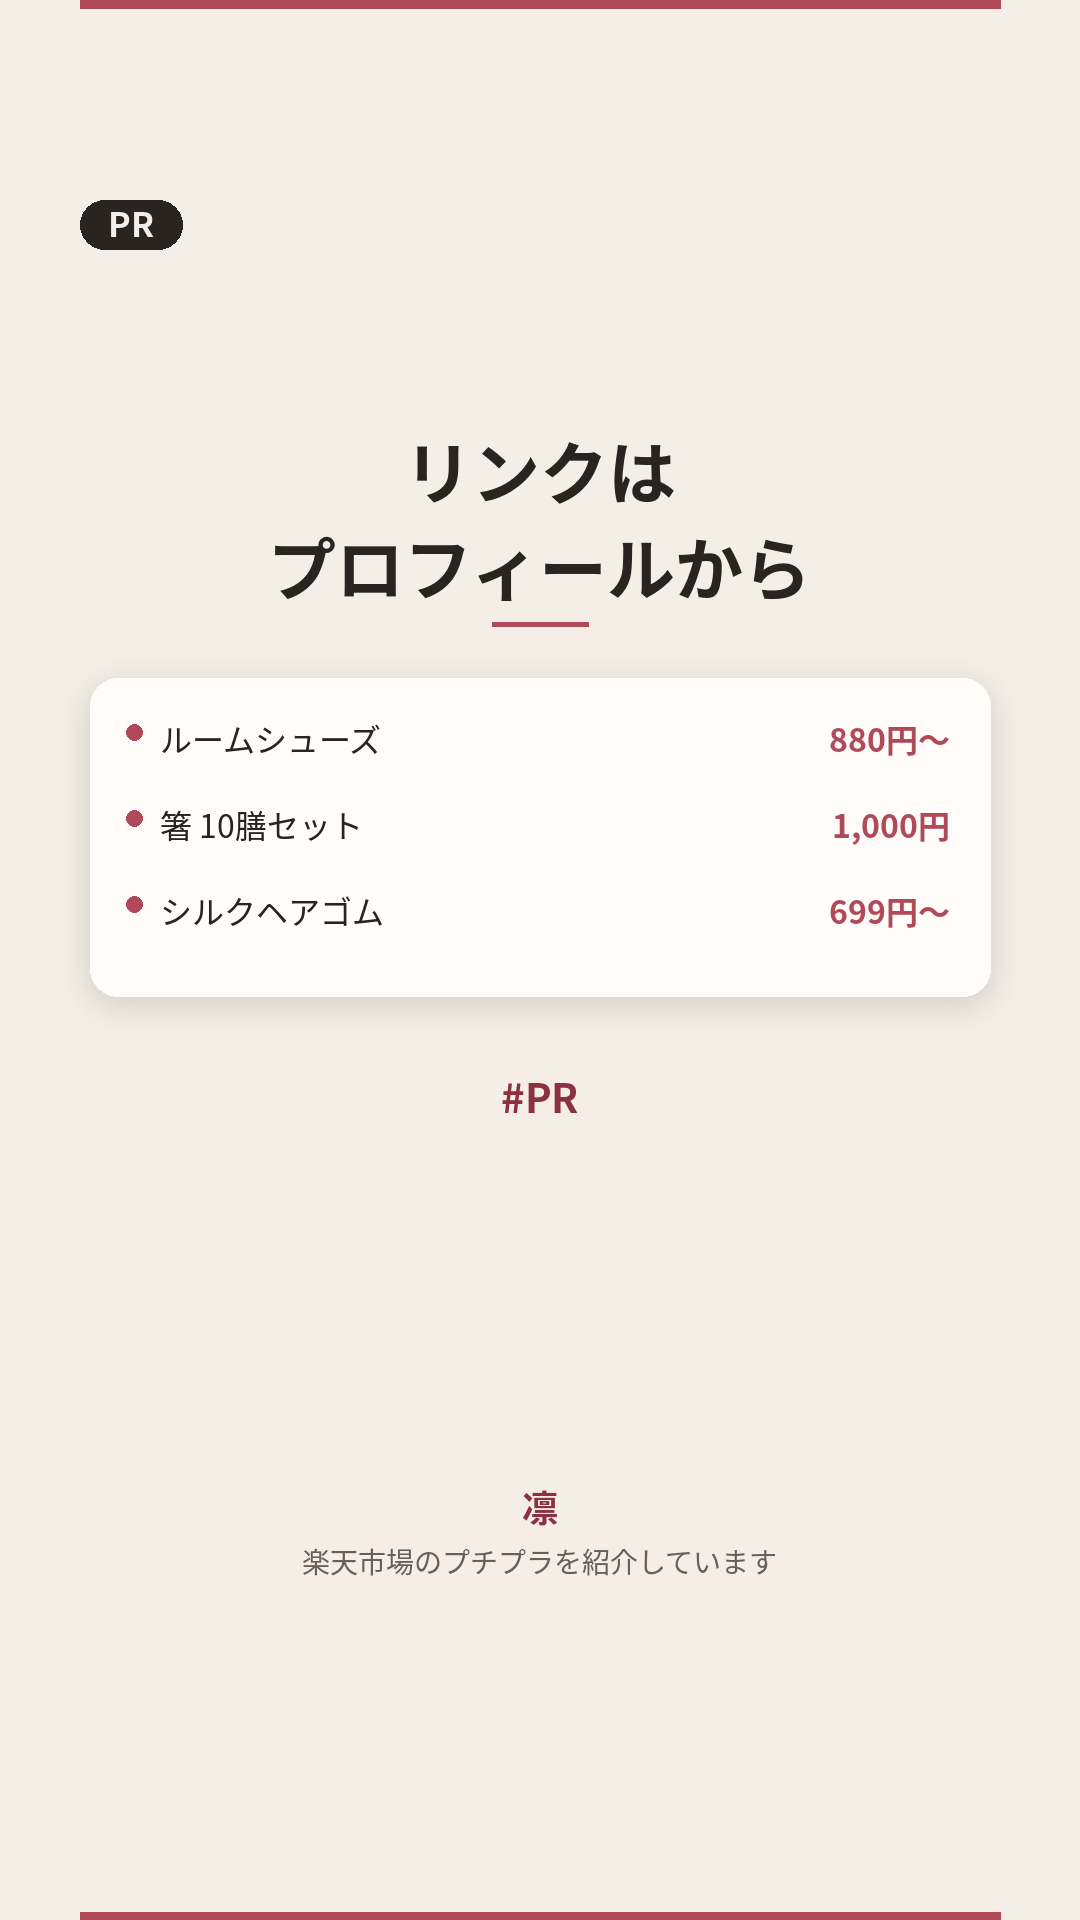 PR
リンクは
プロフィールから
ルームシューズ 880円〜
箸 10膳セット 1,000円
シルクヘアゴム 699円〜
#PR
凛
楽天市場のプチプラを紹介しています